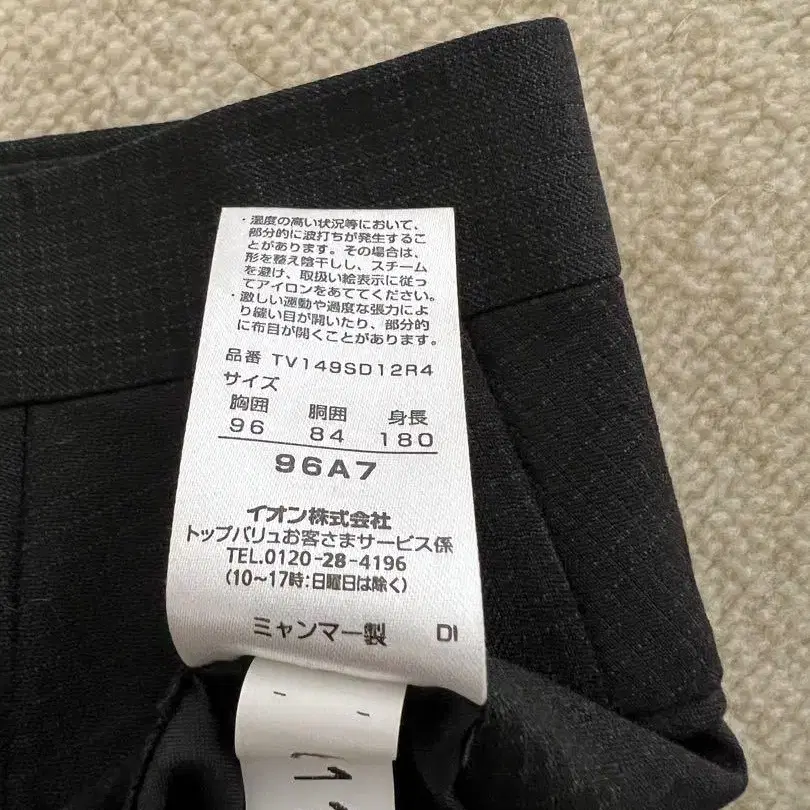 ・湿度の高い状況等において、
部分的に波打ちが発生するこ
とがあります。その場合は、
形を整え陰干しし、スチーム
を避け、取扱い絵表示に従っ
てアイロンをあててください。
・激しい運動や過度な張力によ
り縫い目が開いたり、部分的
に布目が開くことがあります。
品番 TV149SD12R4
サイズ
胸囲 胴囲 身長
96 84 180
96A7
イオン株式会社
トップバリュお客さまサービス係
TEL.0120-28-4196
(10～17時:日曜日は除く)
ミャンマー製 DI